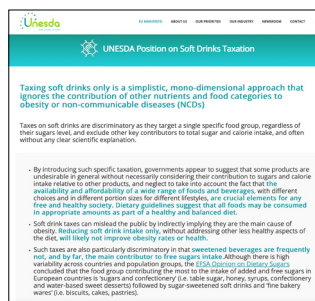 Unesda
EU MANIFESTO ABOUT US OUR PRIORITIES OUR INDUSTRY NEWSROOM CONTACT
UNESDA Position on Soft Drinks Taxation
Taxing soft drinks only is a simplistic, mono-dimensional approach that
ignores the contribution of other nutrients and food categories to
obesity or non-communicable diseases (NCDs)
Taxes on soft drinks are discriminatory as they target a single specific food group, regardless of
their sugars level, and exclude other key contributors to total sugar and calorie intake, and often
without any clear scientific explanation.
• By introducing such specific taxation, governments appear to suggest that some products are
undesirable in general without necessarily considering their contribution to sugars and calorie
intake relative to other products, and neglect to take into account the fact that the
availability and affordability of a wide range of foods and beverages, with different
choices and in different portion sizes for different lifestyles, are crucial elements for any
free and healthy society. Dietary guidelines suggest that all foods may be consumed
in appropriate amounts as part of a healthy and balanced diet.
• Soft drink taxes can mislead the public by indirectly implying they are the main cause of
obesity. Reducing soft drink intake only, without addressing other less healthy aspects of
the diet, will likely not improve obesity rates or health.
• Such taxes are also particularly discriminatory in that sweetened beverages are frequently
not, and by far, the main contributor to free sugars intake. Although there is high
variability across countries and population groups, the EFSA Opinion on Dietary Sugars
concluded that the food group contributing the most to the intake of added and free sugars in
European countries is 'sugars and confectionery' (i.e. table sugar, honey, syrups, confectionery
and water-based sweet desserts) followed by sugar-sweetened soft drinks and 'fine bakery
wares' (i.e. biscuits, cakes, pastries).